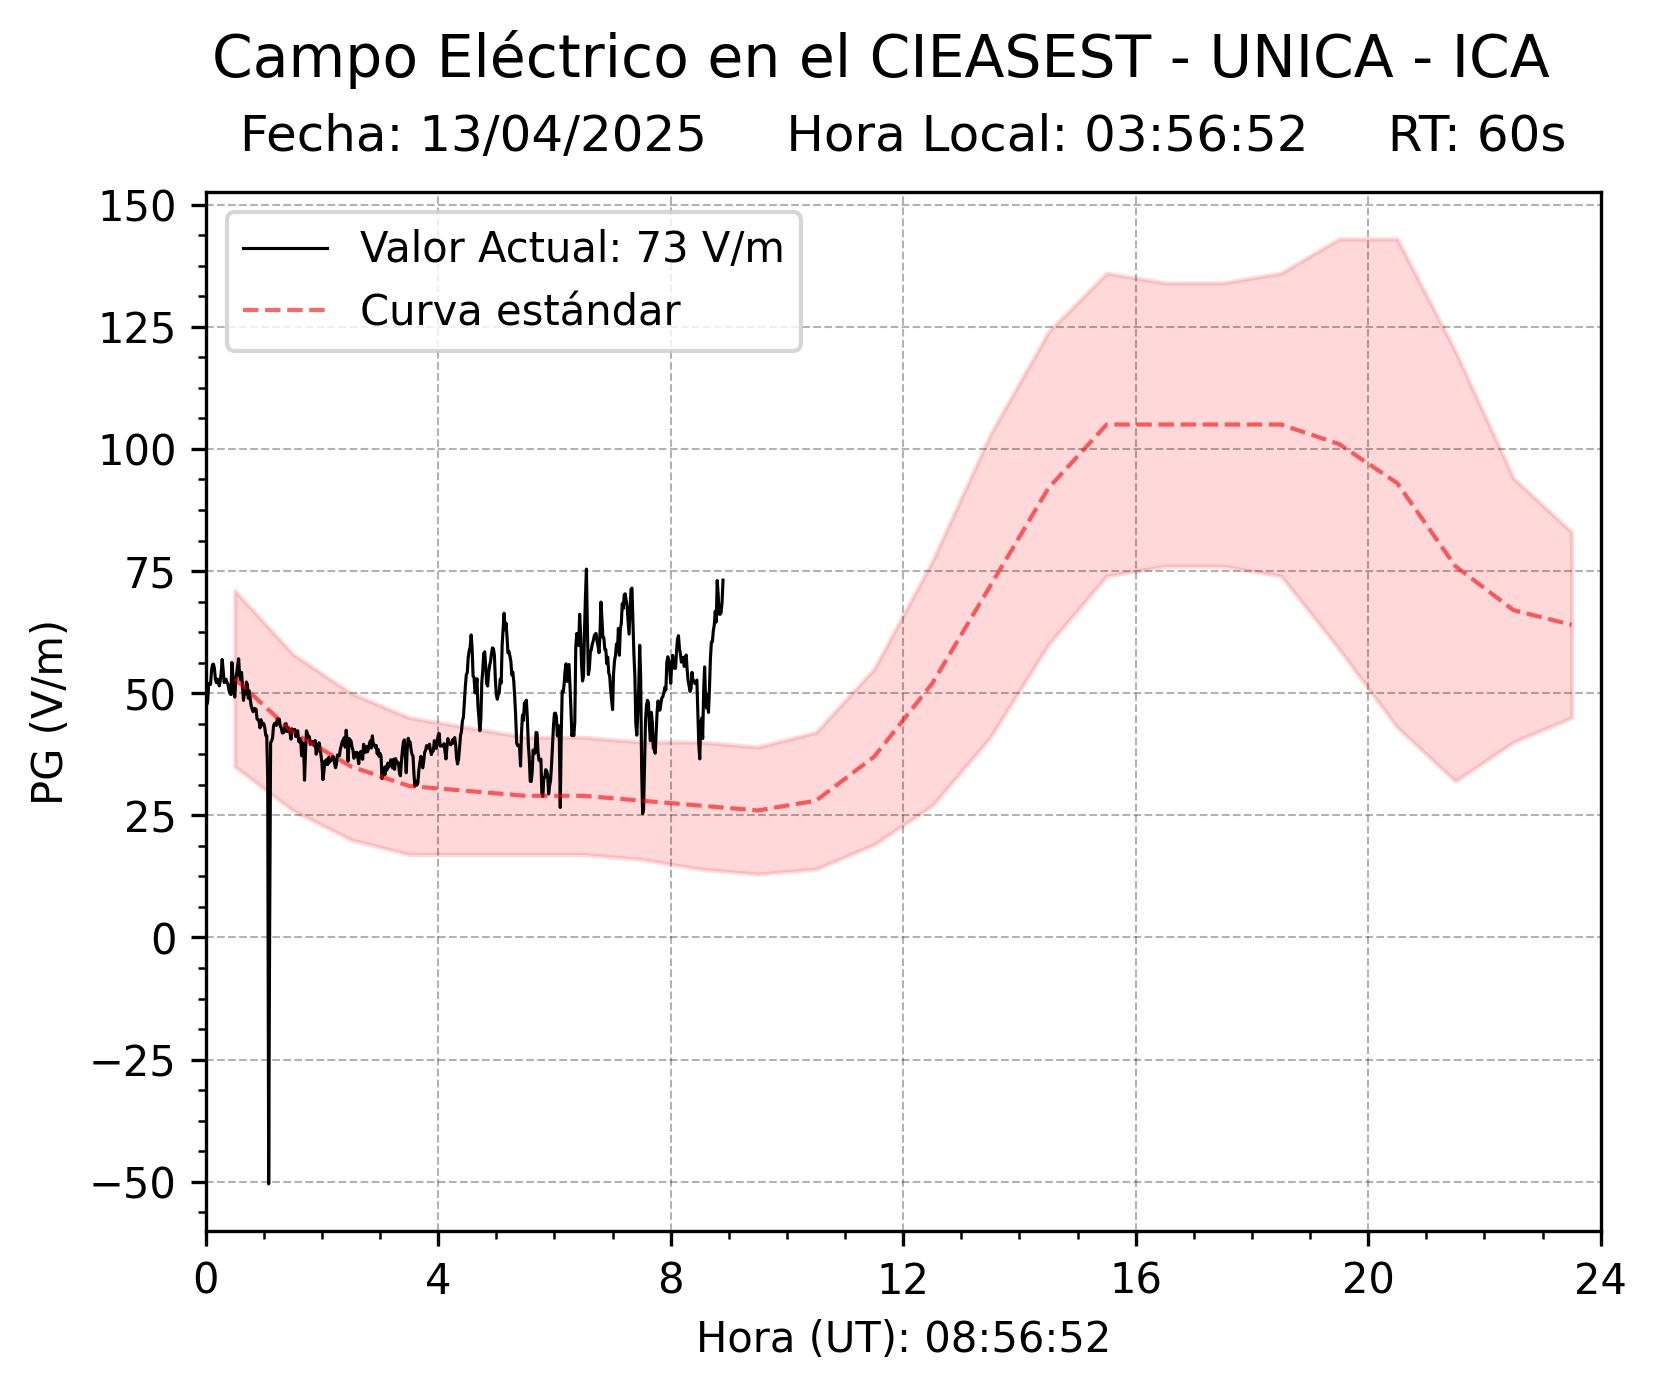 Campo Eléctrico en el CIEASEST - UNICA - ICA
Fecha: 13/04/2025 Hora Local: 03:56:52 RT: 60s
Valor Actual: 73 V/m
Curva estándar
PG (V/m)
150
125
100
75
50
25
0
−25
−50
0 4 8 12 16 20 24
Hora (UT): 08:56:52